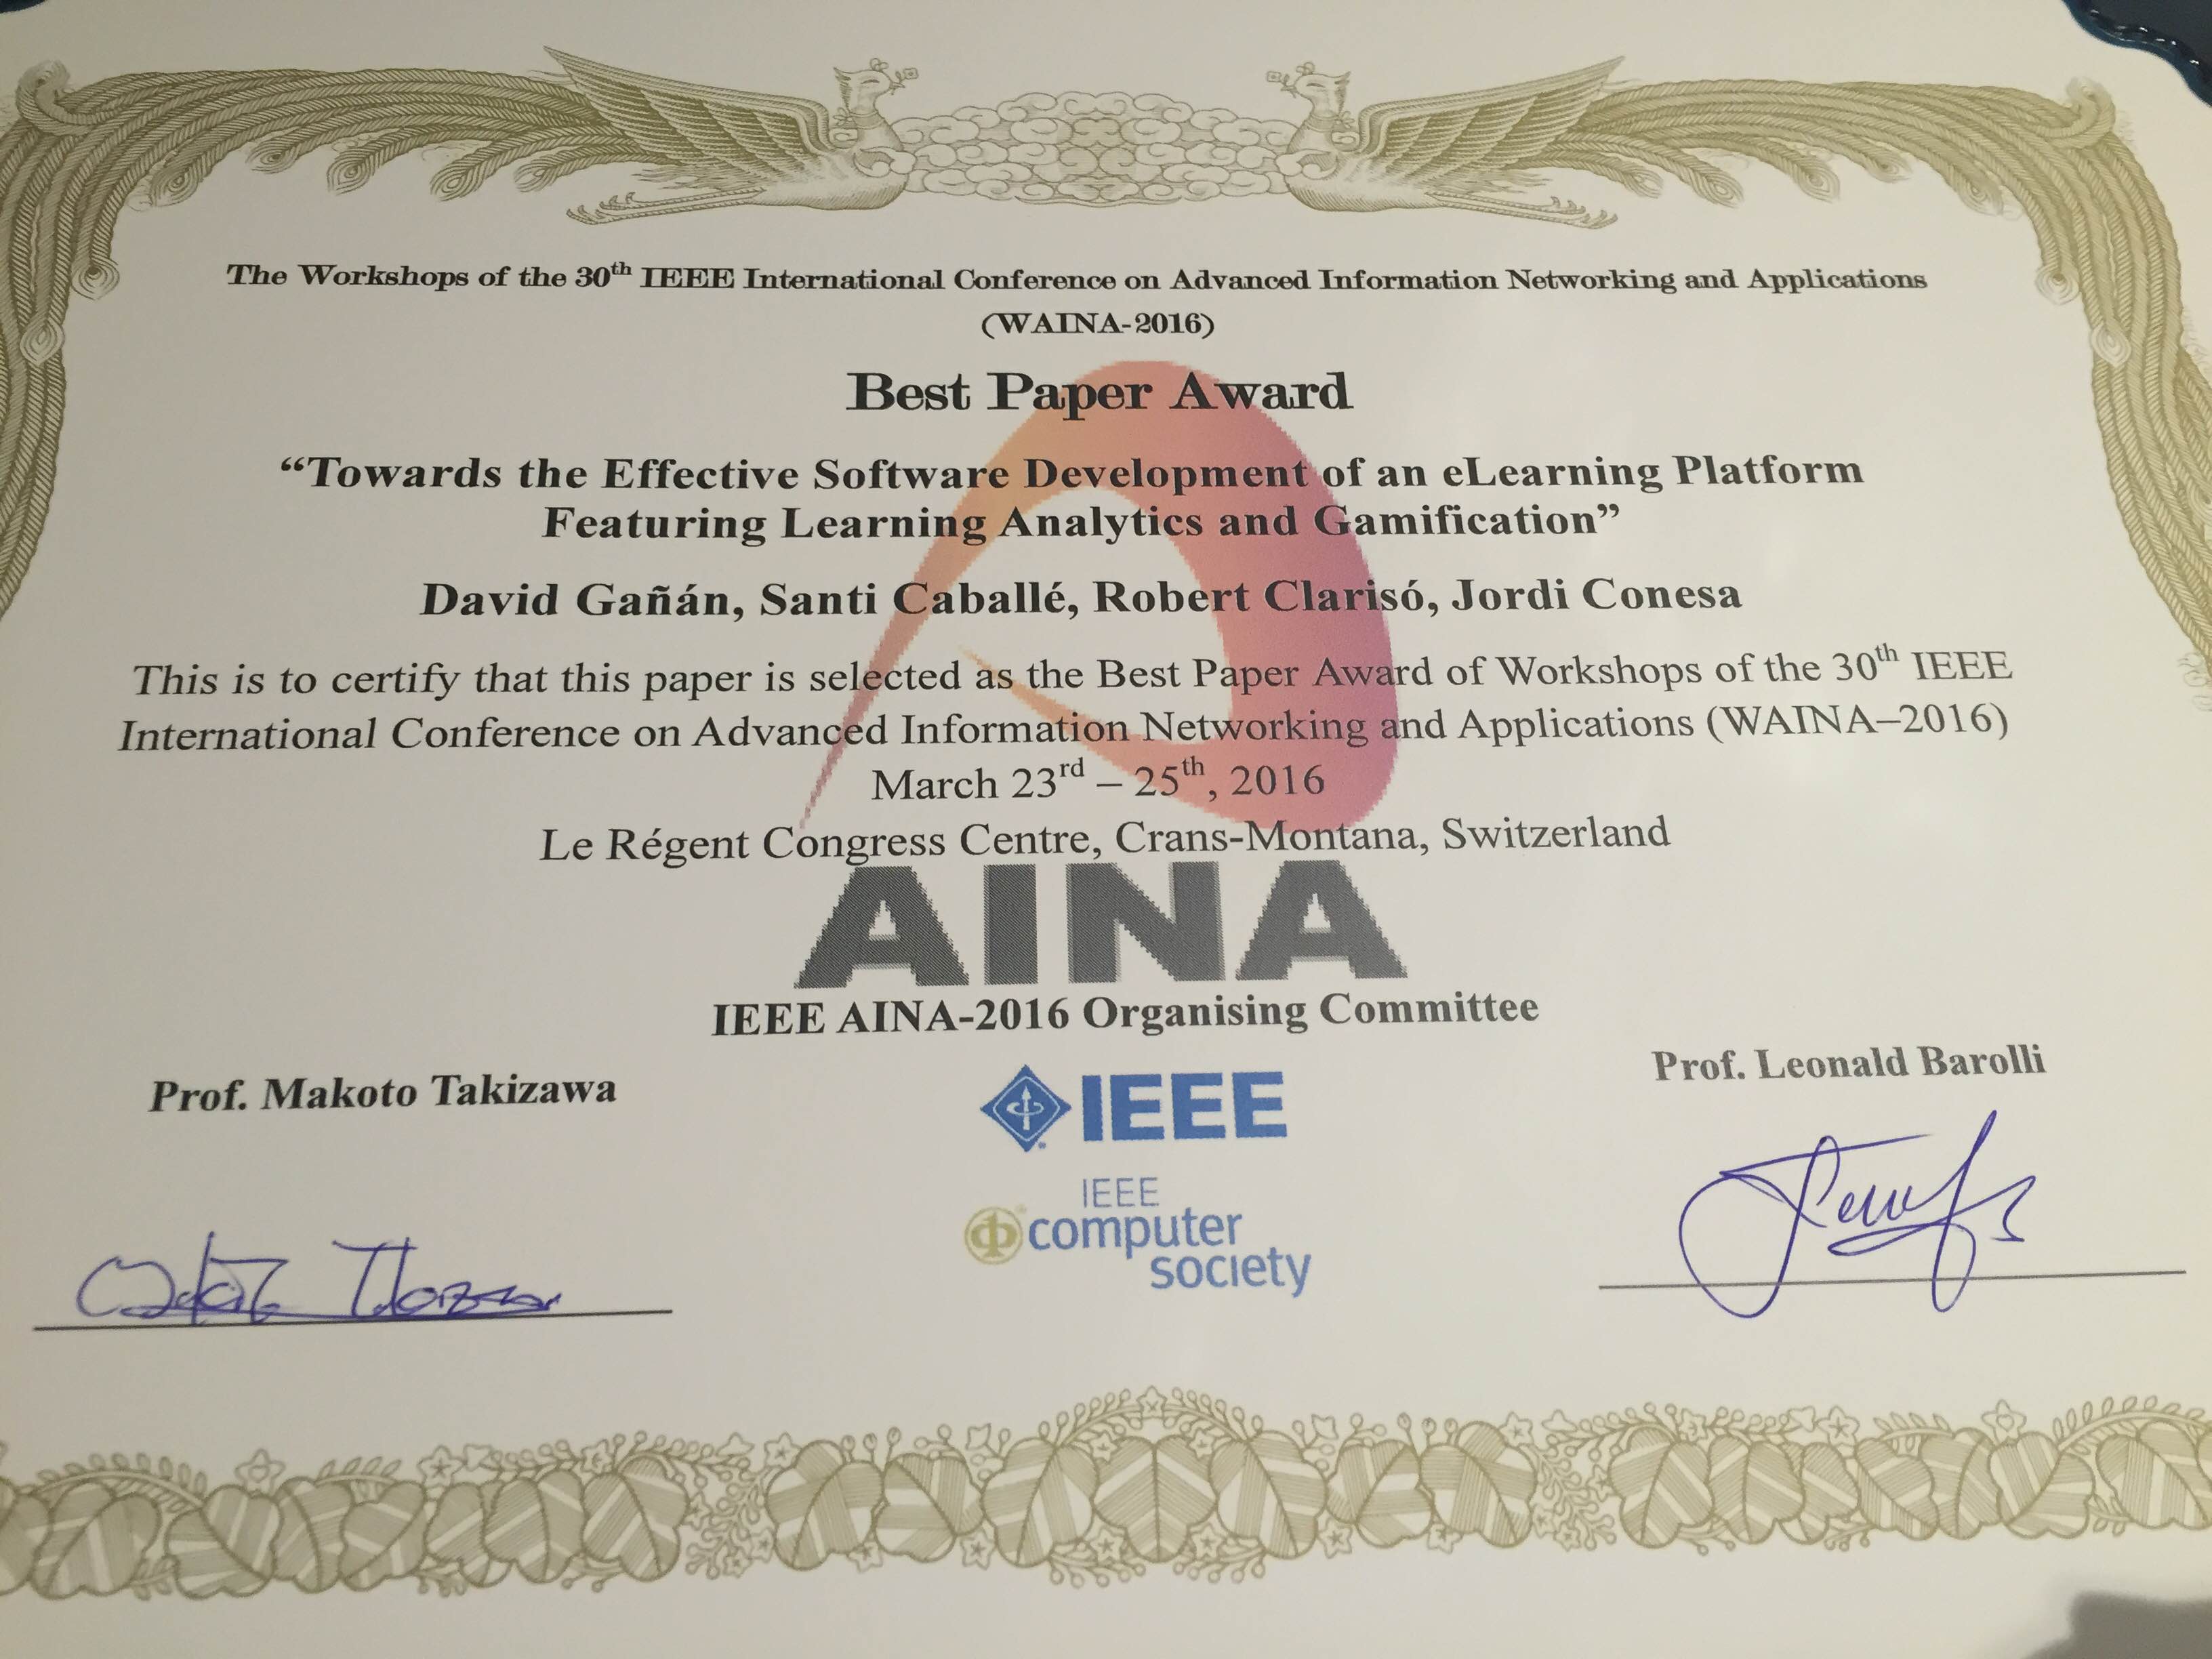 The Workshops of the 30th IEEE International Conference on Advanced Information Networking and Applications
(WAINA-2016)
Best Paper Award
“Towards the Effective Software Development of an eLearning Platform
Featuring Learning Analytics and Gamification”
David Gañán, Santi Caballé, Robert Clarisó, Jordi Conesa
This is to certify that this paper is selected as the Best Paper Award of Workshops of the 30th IEEE
International Conference on Advanced Information Networking and Applications (WAINA–2016)
March 23rd – 25th, 2016
Le Régent Congress Centre, Crans-Montana, Switzerland
AINA
IEEE AINA-2016 Organising Committee
Prof. Makoto Takizawa
Prof. Leonald Barolli
IEEE
IEEE
computer
society